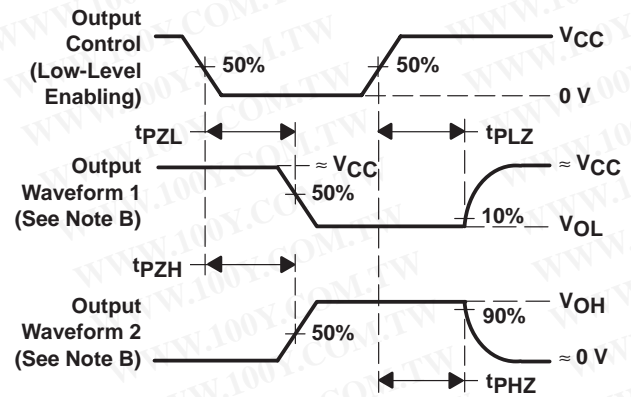 Output
Control
(Low-Level
Enabling)
50%
50%
VCC
0 V
tPZL
tPLZ
Output
Waveform 1
(See Note B)
≈ VCC
50%
≈ VCC
10%
VOL
tPZH
Output
Waveform 2
(See Note B)
50%
VOH
90%
≈ 0 V
tPHZ
WWW.100Y.COM.TW